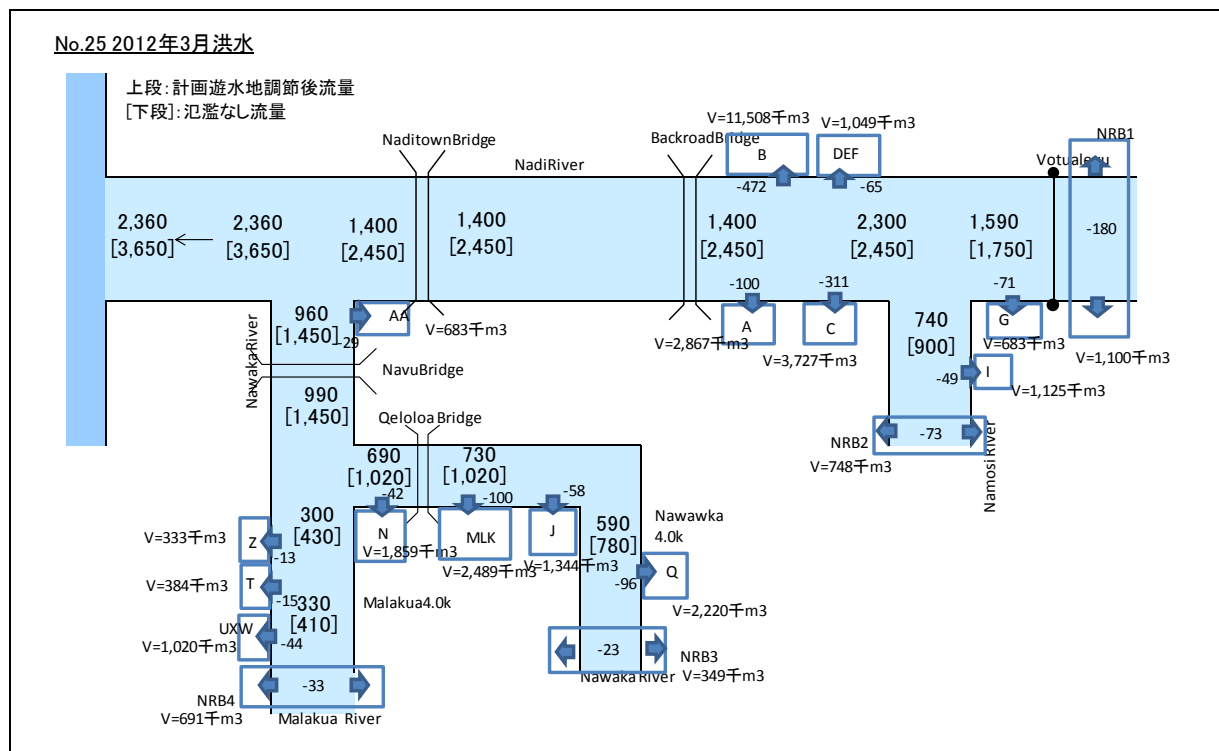 No.25 2012年3月洪水
上段:計画遊水地調節後流量
[下段]:氾濫なし流量
NaditownBridge
BackroadBridge
V=11,508千m3
V=1,049千m3
NRB1
B
DEF
NadiRiver
-472
-65
2,360
[3,650]
2,360
[3,650]
1,400
[2,450]
1,400
[2,450]
1,400
[2,450]
2,300
[2,450]
1,590
[1,750]
-180
-100
-311
-71
960
[1,450]
-29
AA
V=683千m3
A
V=2,867千m3
C
V=3,727千m3
740
[900]
G
V=683千m3
V=1,100千m3
Nawaka River
NavuBridge
-49
I
V=1,125千m3
990
[1,450]
Qeloloa Bridge
NRB2
-73
V=748千m3
Namosi River
690
[1,020]
730
[1,020]
-42
-100
-58
300
[430]
N
V=1,859千m3
MLK
V=2,489千m3
J
V=1,344千m3
590
[780]
Nawawka
4.0k
V=333千m3
Z
-13
-96
Q
V=2,220千m3
V=384千m3
T
-15
330
[410]
Malakua4.0k
UXW
V=1,020千m3
-44
-23
NRB3
V=349千m3
Nawaka River
NRB4
V=691千m3
-33
Malakua River